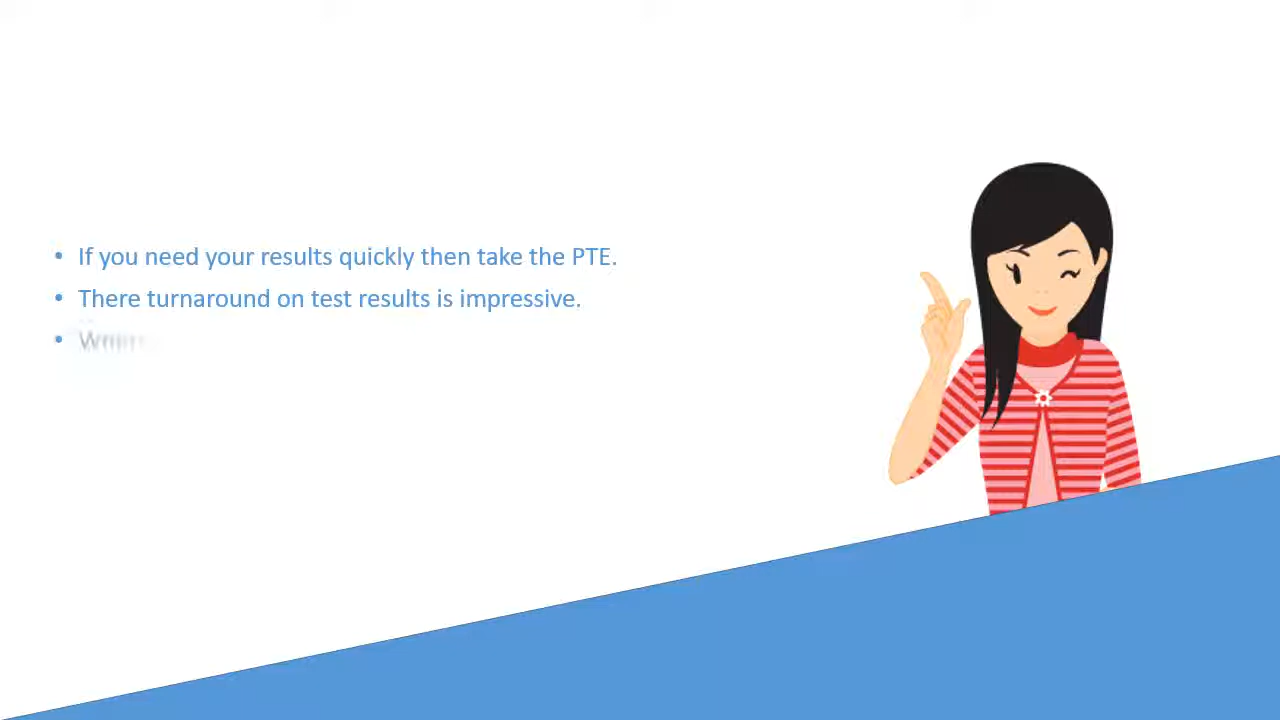 • If you need your results quickly then take the PTE.
• There turnaround on test results is impressive.